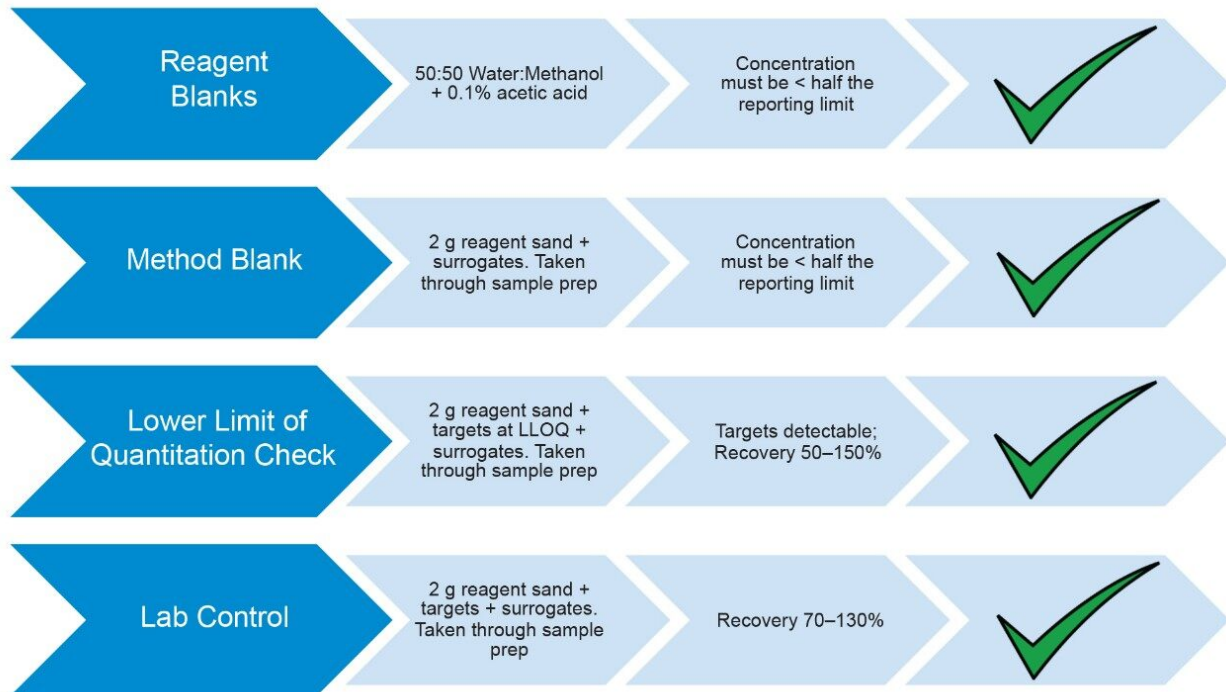 Reagent
Blanks
50:50 Water:Methanol
+ 0.1% acetic acid
Concentration
must be < half the
reporting limit
Method Blank
2 g reagent sand +
surrogates. Taken
through sample prep
Concentration
must be < half the
reporting limit
Lower Limit of
Quantitation Check
2 g reagent sand +
targets at LLOQ +
surrogates. Taken
through sample prep
Targets detectable;
Recovery 50–150%
Lab Control
2 g reagent sand +
targets + surrogates.
Taken through sample
prep
Recovery 70–130%